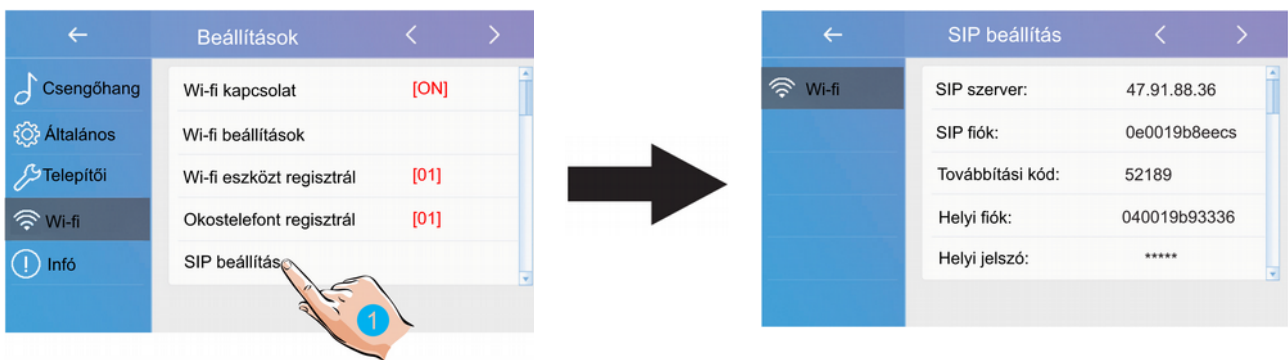 Beállítások
Csengőhang
Általános
Telepítői
Wi-fi
Infó
Wi-fi kapcsolat [ON]
Wi-fi beállítások
Wi-fi eszközt regisztrál [01]
Okostelefont regisztrál [01]
SIP beállítás
1
SIP beállítás
Wi-fi
SIP szerver: 47.91.88.36
SIP fiók: 0e0019b8eecs
Továbbítási kód: 52189
Helyi fiók: 040019b93336
Helyi jelszó: *****